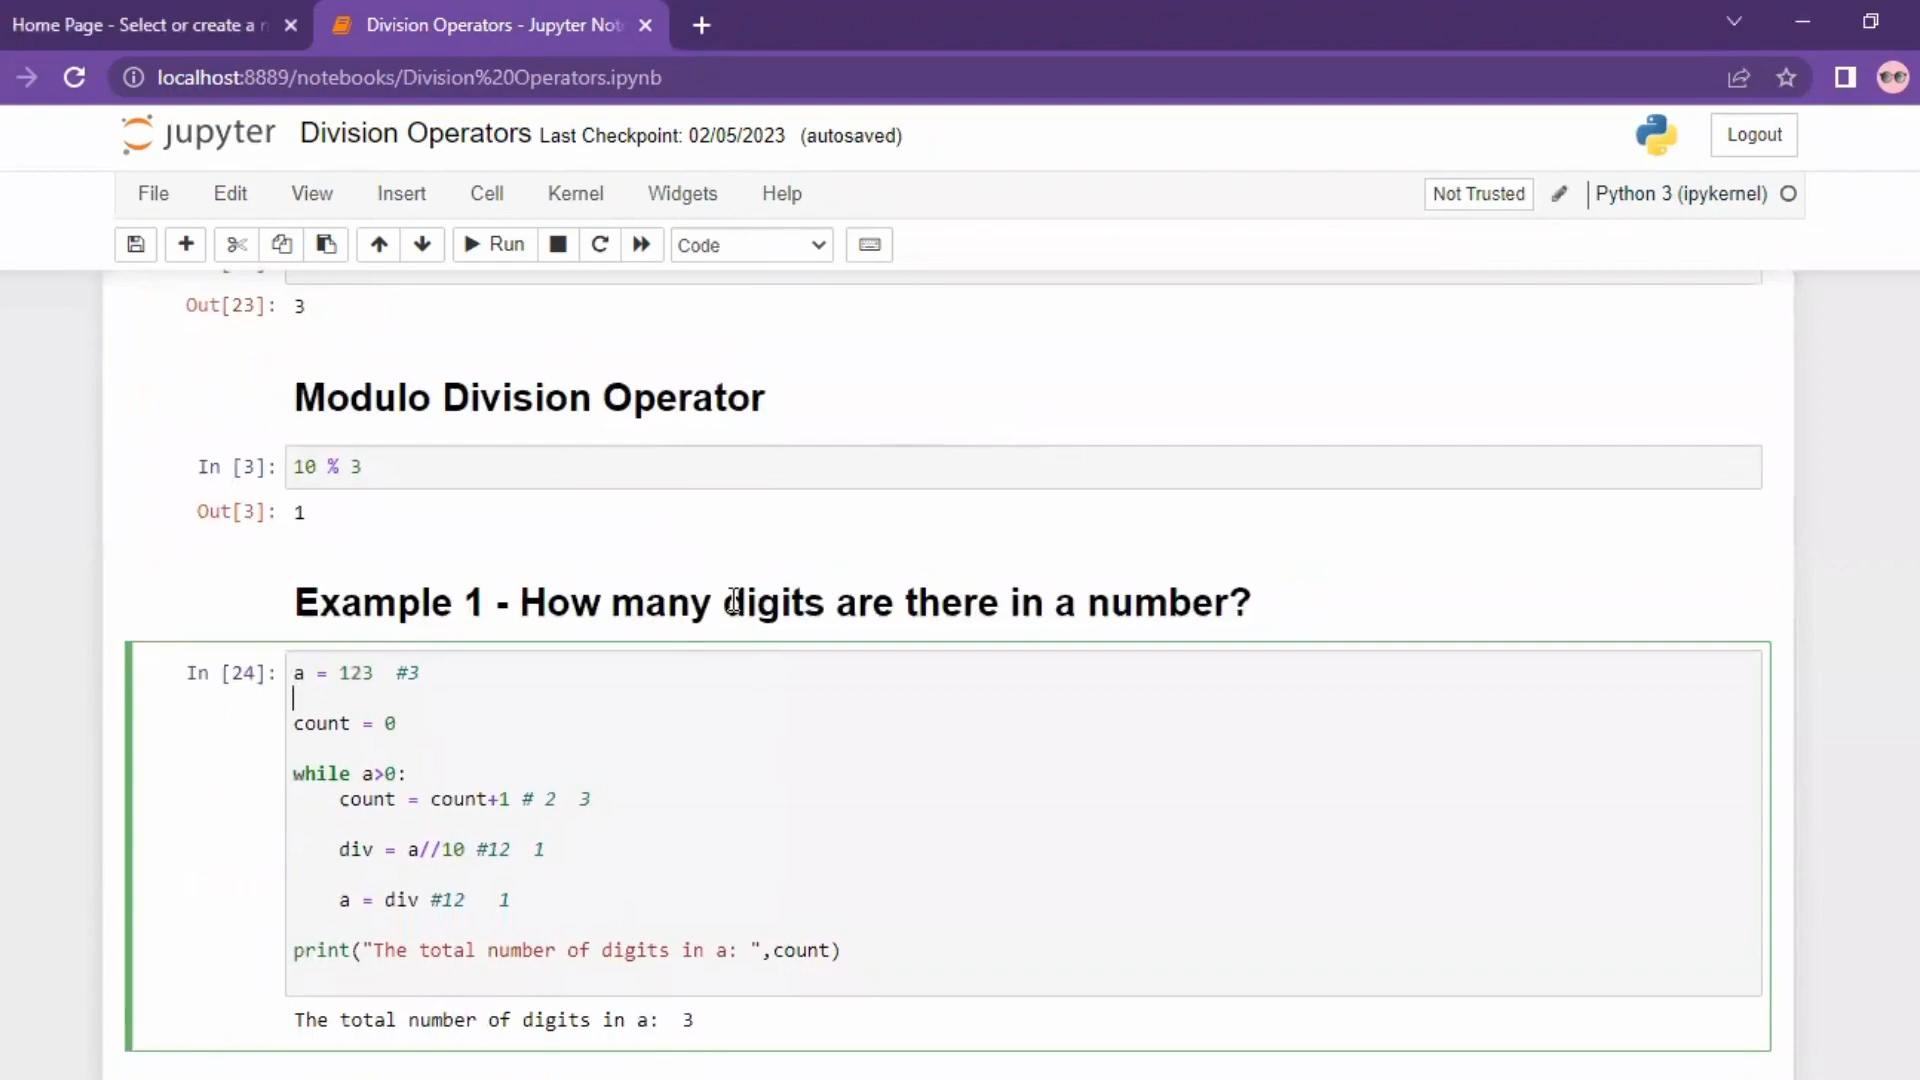 Home Page - Select or create a n
Division Operators - Jupyter Not
localhost:8889/notebooks/Division%20Operators.ipynb
jupyter Division Operators Last Checkpoint: 02/05/2023 (autosaved)
Logout
File Edit View Insert Cell Kernel Widgets Help
Not Trusted
Python 3 (ipykernel)
Run
Code
Out[23]: 3
Modulo Division Operator
In [3]: 10 % 3
Out[3]: 1
Example 1 - How many digits are there in a number?
In [24]: a = 123  #3
count = 0
while a>0:
    count = count+1 # 2  3
    div = a//10 #12  1
    a = div #12   1
print("The total number of digits in a: ",count)
The total number of digits in a:  3